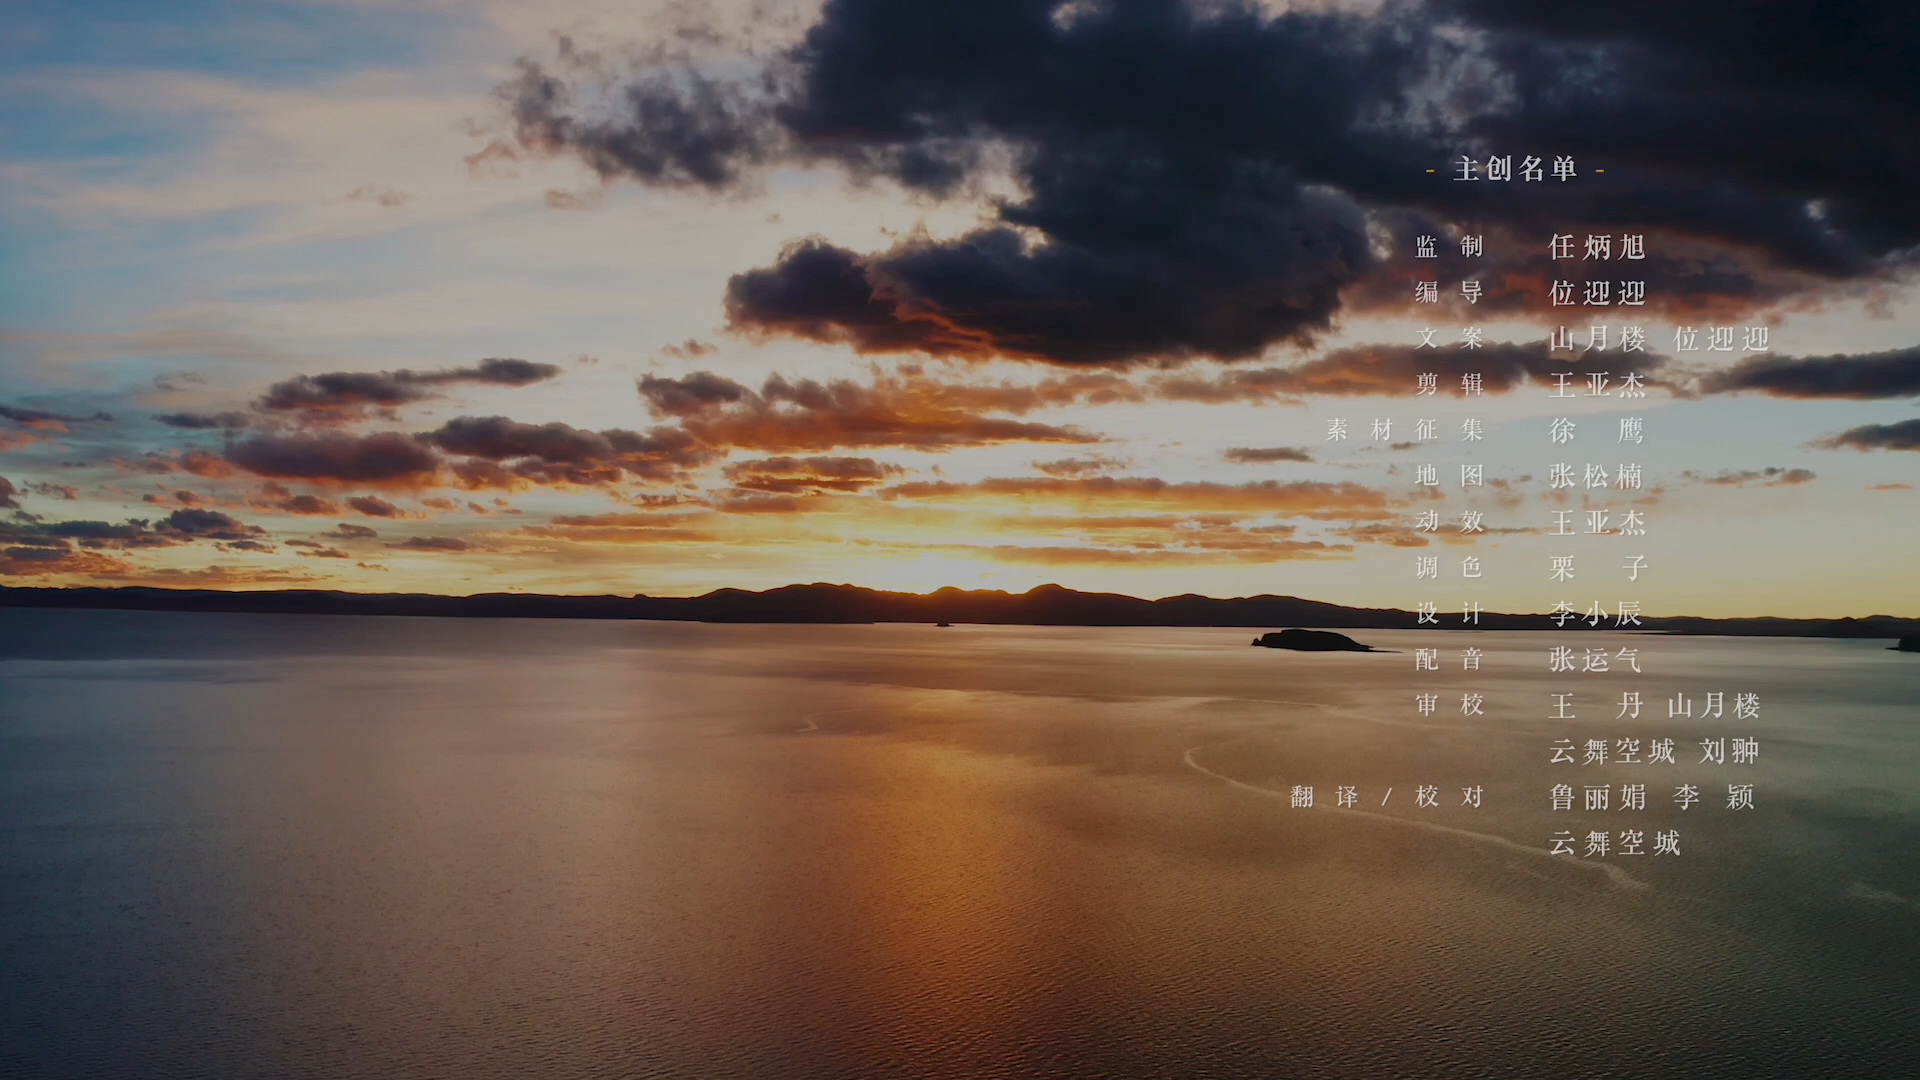 - 主创名单 -
监制 任炳旭
编导 位迎迎
文案 山月楼 位迎迎
剪辑 王亚杰
素材征集 徐鹰
地图 张松楠
动效 王亚杰
调色 栗子
设计 李小辰
配音 张运气
审校 王丹 山月楼
云舞空城 刘翀
翻译/校对 鲁丽娟 李颖
云舞空城